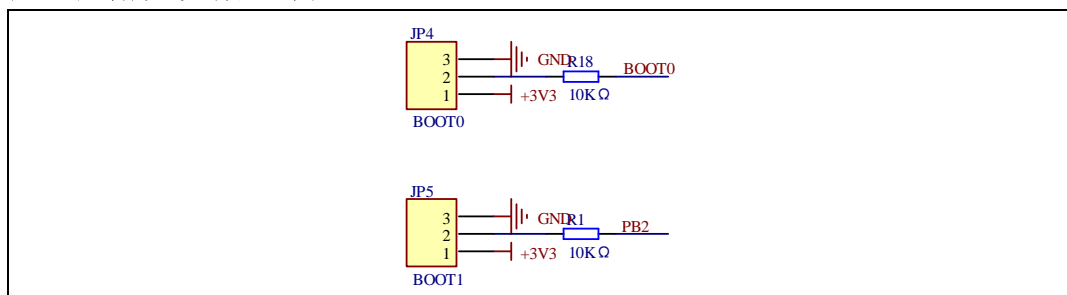 JP4
3 GND R18 BOOT0
2
1 +3V3 10KΩ
BOOT0
JP5
3 GND R1 PB2
2
1 +3V3 10KΩ
BOOT1